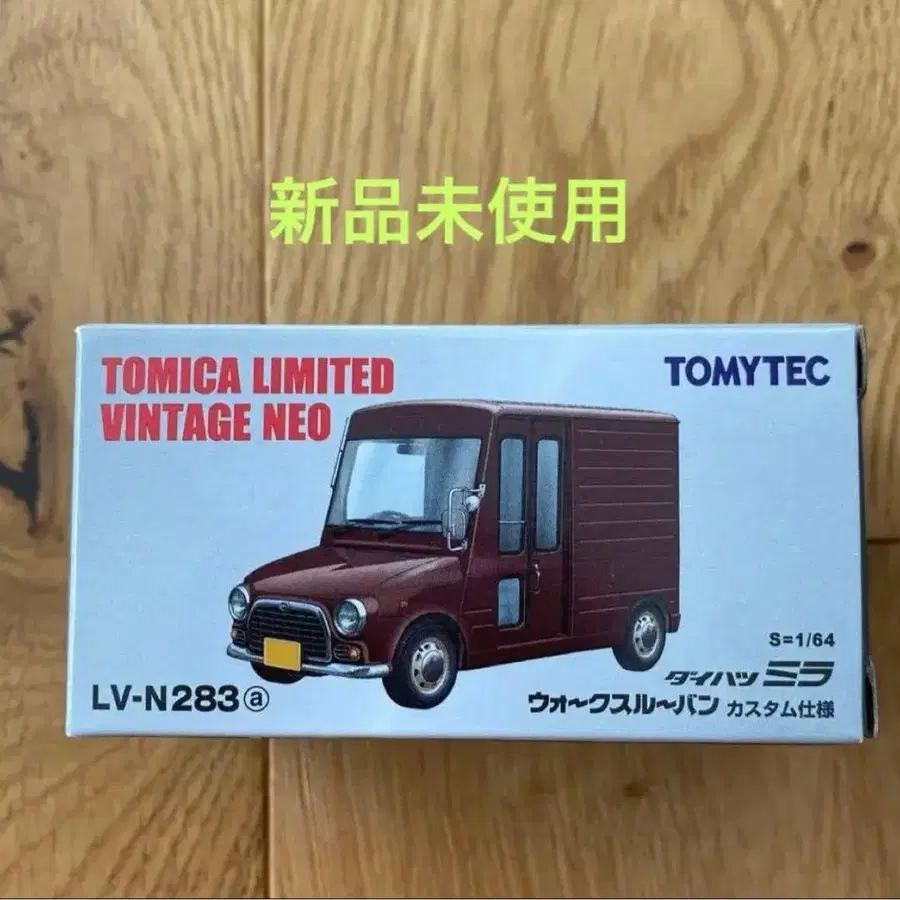 新品未使用
TOMICA LIMITED
VINTAGE NEO
TOMYTEC
S=1/64
ダイハツ ミラ
LV-N283ⓐ
ウォークスルーバン カスタム仕様